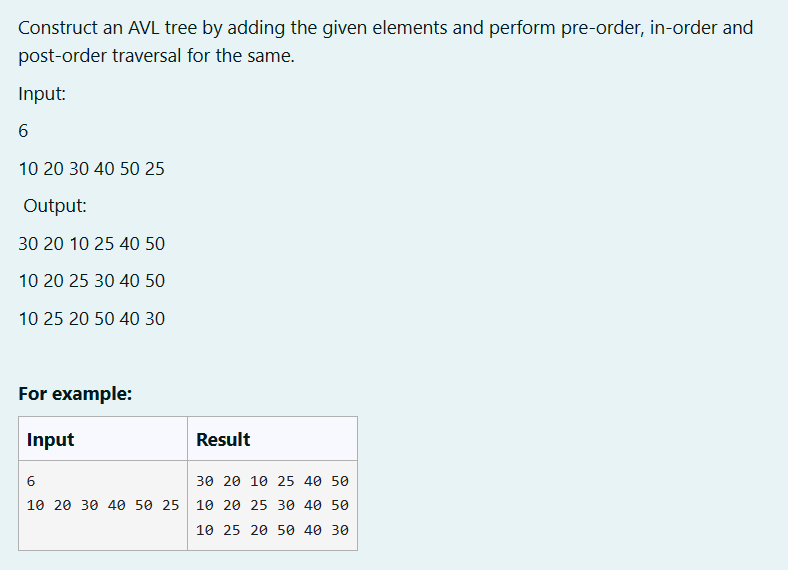 Construct an AVL tree by adding the given elements and perform pre-order, in-order and
post-order traversal for the same.
Input:
6
10 20 30 40 50 25
Output:
30 20 10 25 40 50
10 20 25 30 40 50
10 25 20 50 40 30
For example:
Input Result
6 30 20 10 25 40 50
10 20 30 40 50 25 10 20 25 30 40 50
10 25 20 50 40 30